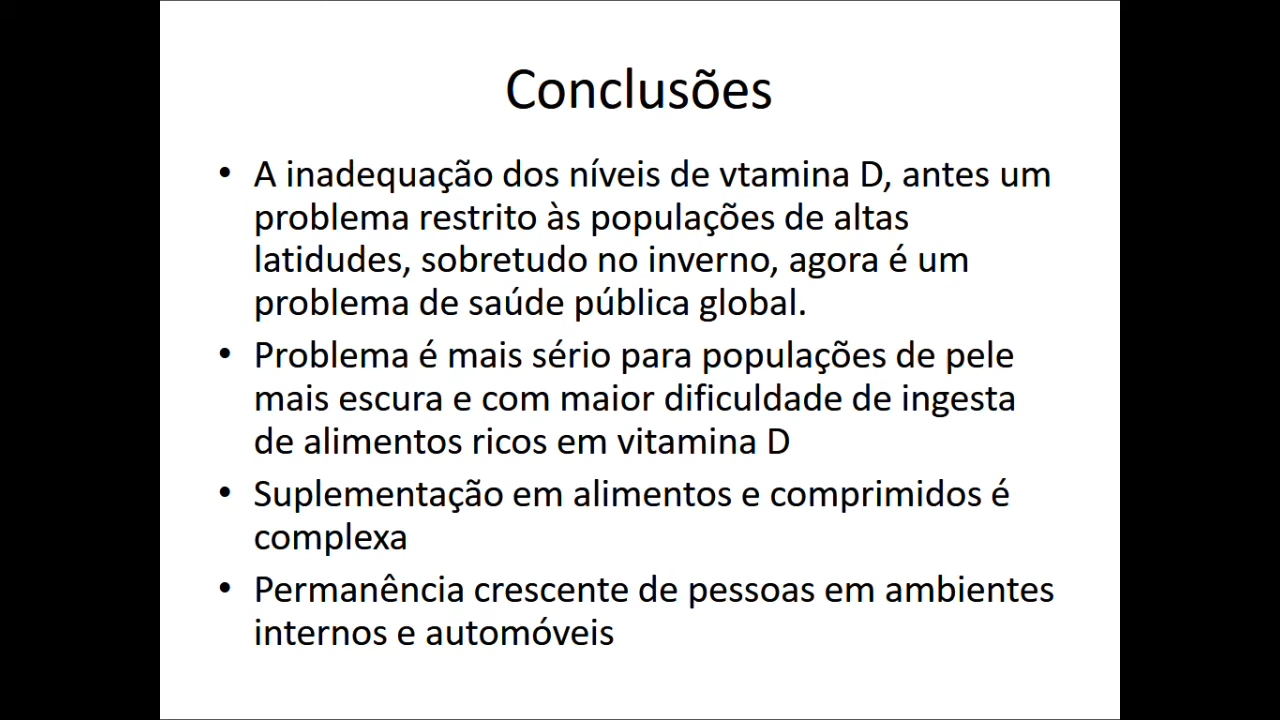 Conclusões
• A inadequação dos níveis de vtamina D, antes um
problema restrito às populações de altas
latidudes, sobretudo no inverno, agora é um
problema de saúde pública global.
• Problema é mais sério para populações de pele
mais escura e com maior dificuldade de ingesta
de alimentos ricos em vitamina D
• Suplementação em alimentos e comprimidos é
complexa
• Permanência crescente de pessoas em ambientes
internos e automóveis